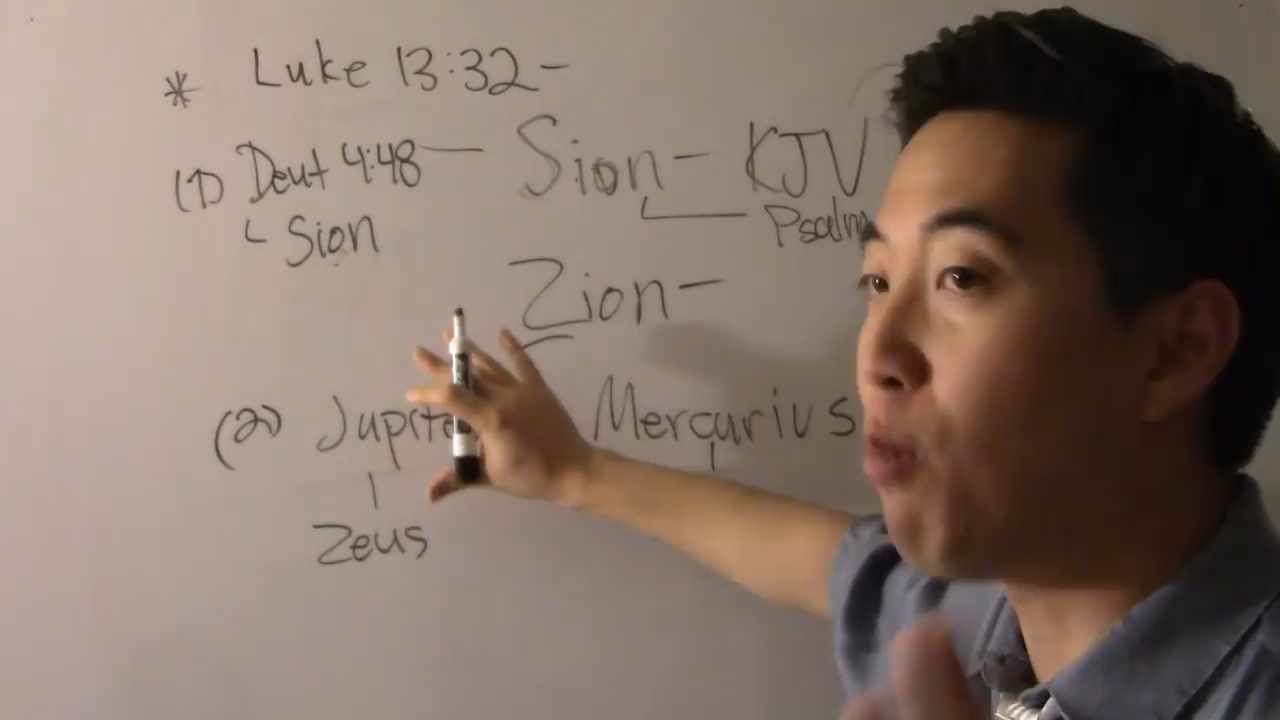 * Luke 13:32 -
(1) Deut 4:48 — Sion - KJV
Sion Psalm
Zion -
(2) Jupite Mercurius
Zeus